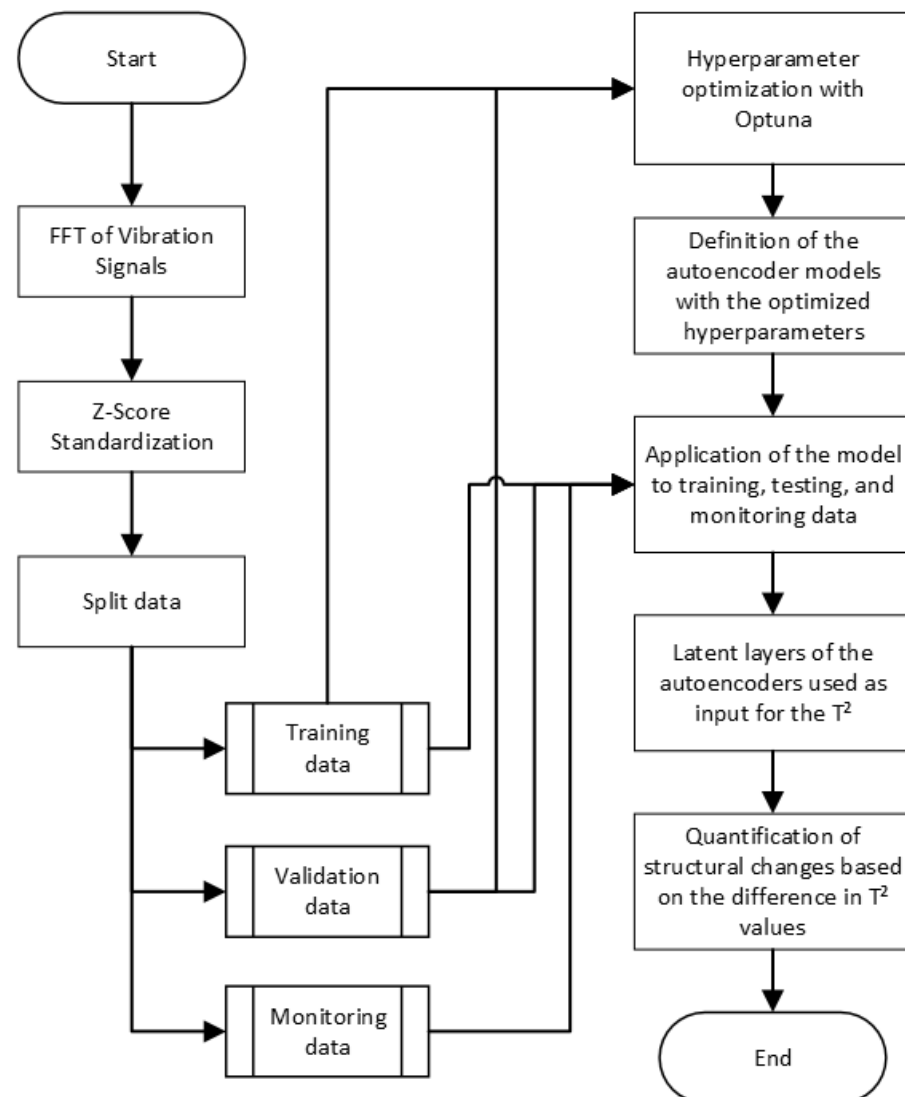 Start
FFT of Vibration
Signals
Z-Score
Standardization
Split data
Training
data
Validation
data
Monitoring
data
Hyperparameter
optimization with
Optuna
Definition of the
autoencoder models
with the optimized
hyperparameters
Application of the model
to training, testing, and
monitoring data
Latent layers of the
autoencoders used as
input for the T²
Quantification of
structural changes based
on the difference in T²
values
End